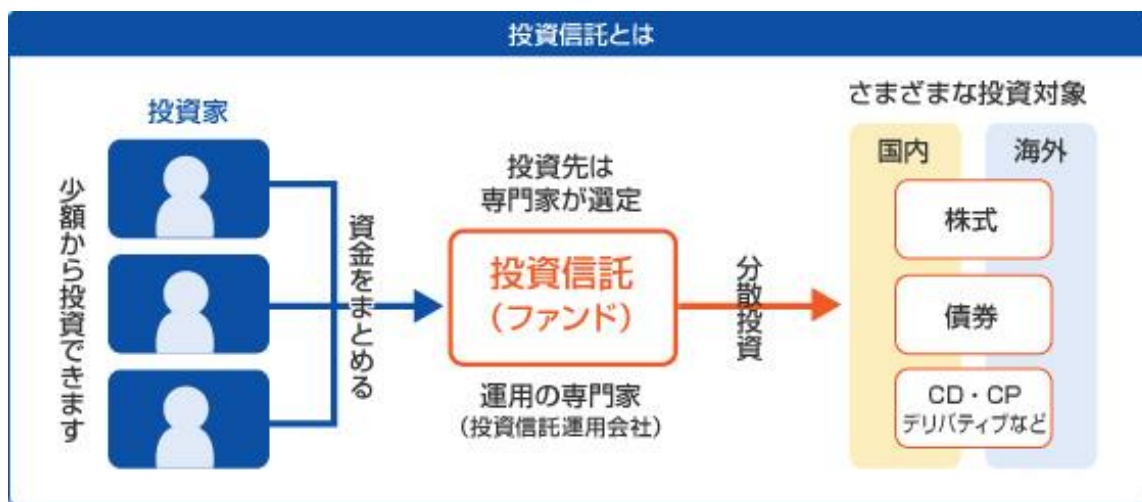 投資信託とは
投資家
少額から投資できます
資金をまとめる
投資先は
専門家が選定
投資信託
（ファンド）
運用の専門家
（投資信託運用会社）
分散投資
さまざまな投資対象
国内
海外
株式
債券
CD・CP
デリバティブなど